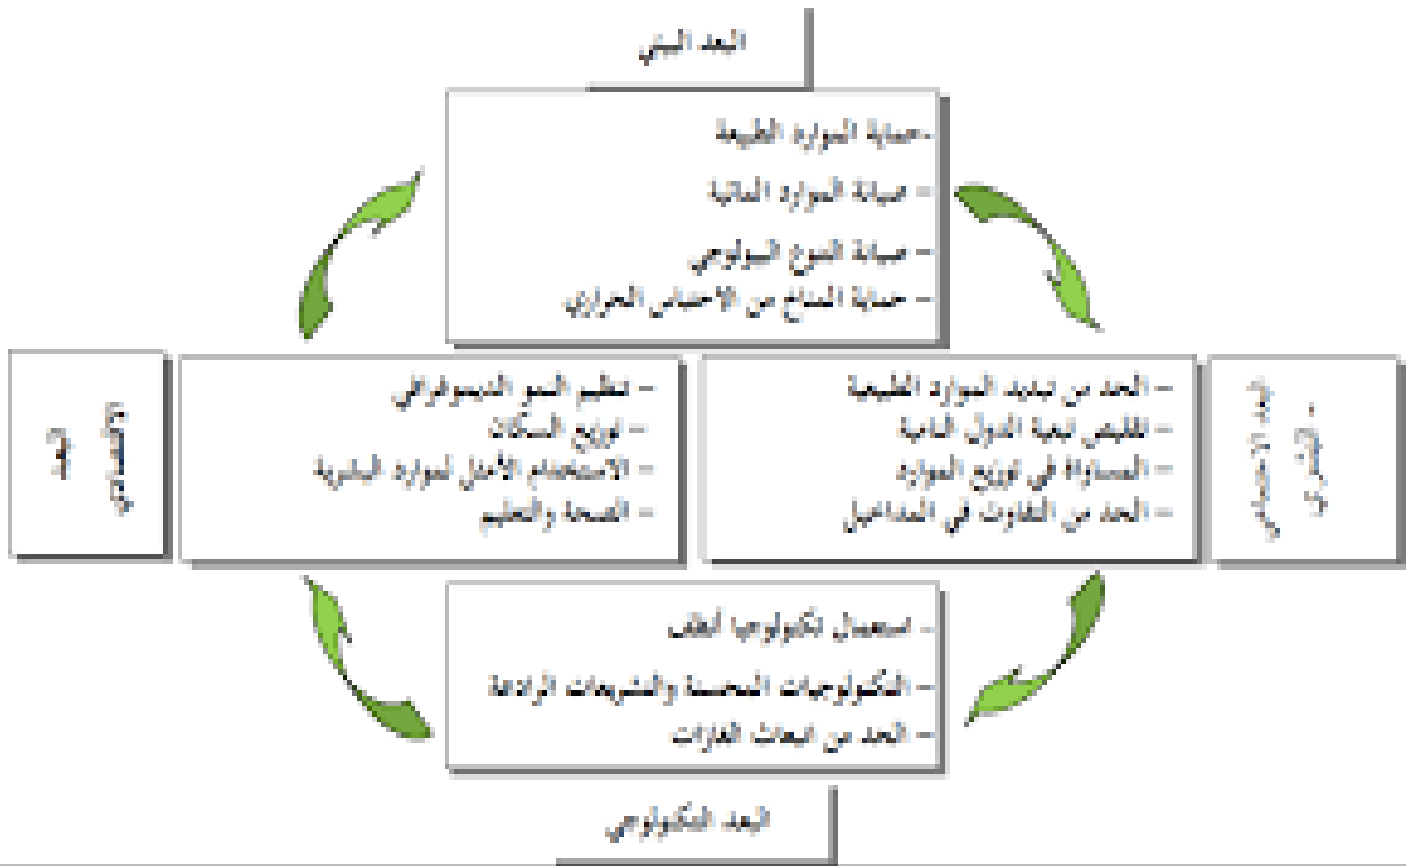 البعد البيئي
-حماية الموارد الطبيعة
- صيانة الموارد المائية
- صيانة التنوع البيولوجي
- حماية المناخ من الاحتباس الحراري
البعد الاجتماعي
- البشري
- الحد من تبديد الموارد الطبيعية
- تقليص تبعية الدول النامية
- المساواة في توزيع الموارد
- الحد من التفاوت في المداخيل
- تنظيم النمو الديموغرافي
- توزيع السكان
- الاستخدام الأمثل لموارد البشرية
- الصحة والتعليم
البعد
الاقتصادي
- استعمال تكنولوجيا أنظف
- التكنولوجيات المحسنة والتشريعات الرادعة
- الحد من انبعاث الغازات
البعد التكنولوجي